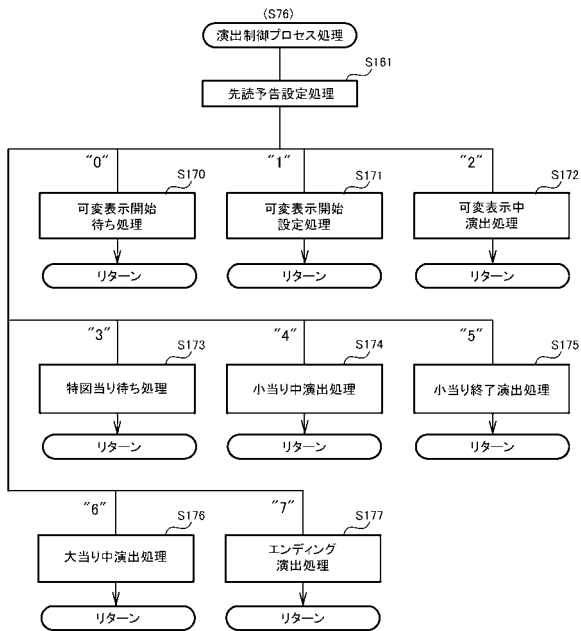 (S76)
演出制御プロセス処理
S161
先読予告設定処理
"0"
"1"
"2"
S170
S171
S172
可変表示開始
待ち処理
可変表示開始
設定処理
可変表示中
演出処理
リターン
リターン
リターン
"3"
"4"
"5"
S173
S174
S175
特図当り待ち処理
小当り中演出処理
小当り終了演出処理
リターン
リターン
リターン
"6"
"7"
S176
S177
大当り中演出処理
エンディング
演出処理
リターン
リターン